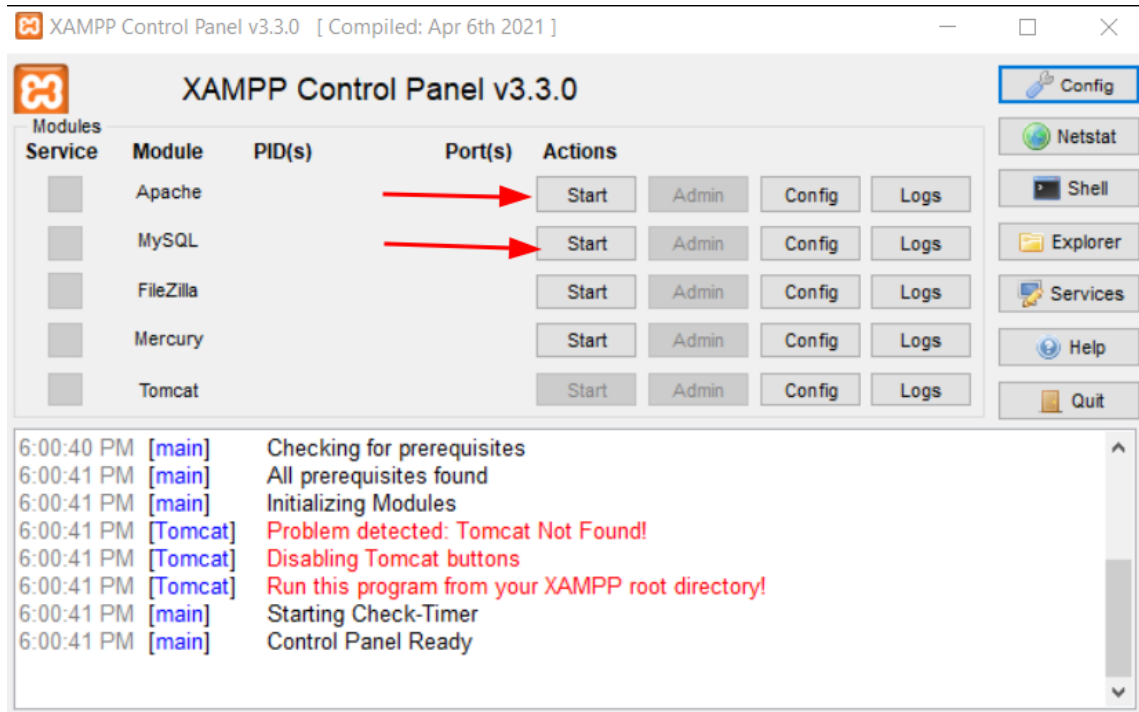 XAMPP Control Panel v3.3.0 [ Compiled: Apr 6th 2021 ]
XAMPP Control Panel v3.3.0
Config
Modules
Service Module PID(s) Port(s) Actions
Netstat
Apache Start Admin Config Logs
Shell
MySQL Start Admin Config Logs
Explorer
FileZilla Start Admin Config Logs
Services
Mercury Start Admin Config Logs
Help
Tomcat Start Admin Config Logs
Quit
6:00:40 PM [main] Checking for prerequisites
6:00:41 PM [main] All prerequisites found
6:00:41 PM [main] Initializing Modules
6:00:41 PM [Tomcat] Problem detected: Tomcat Not Found!
6:00:41 PM [Tomcat] Disabling Tomcat buttons
6:00:41 PM [Tomcat] Run this program from your XAMPP root directory!
6:00:41 PM [main] Starting Check-Timer
6:00:41 PM [main] Control Panel Ready